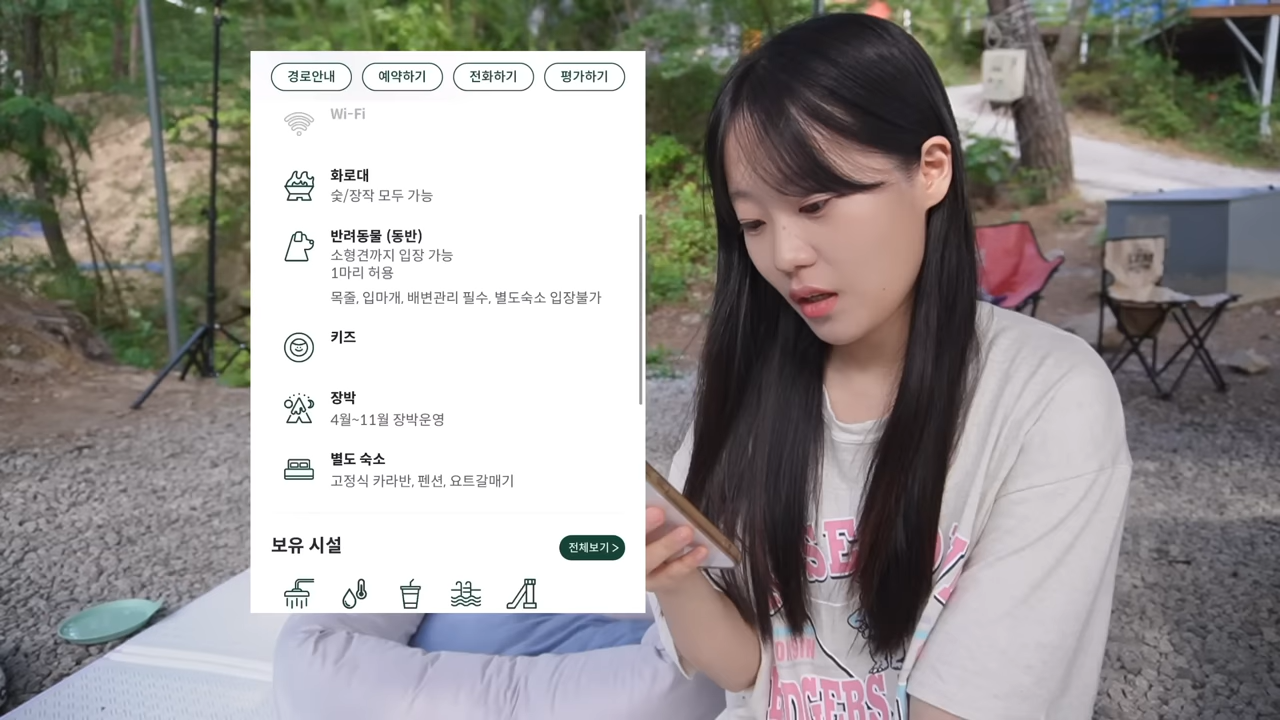 경로안내
예약하기
전화하기
평가하기
Wi-Fi
화로대
숯/장작 모두 가능
반려동물 (동반)
소형견까지 입장 가능
1마리 허용
목줄, 입마개, 배변관리 필수, 별도숙소 입장불가
키즈
장박
4월~11월 장박운영
별도 숙소
고정식 카라반, 펜션, 요트갈매기
보유 시설
전체보기 >